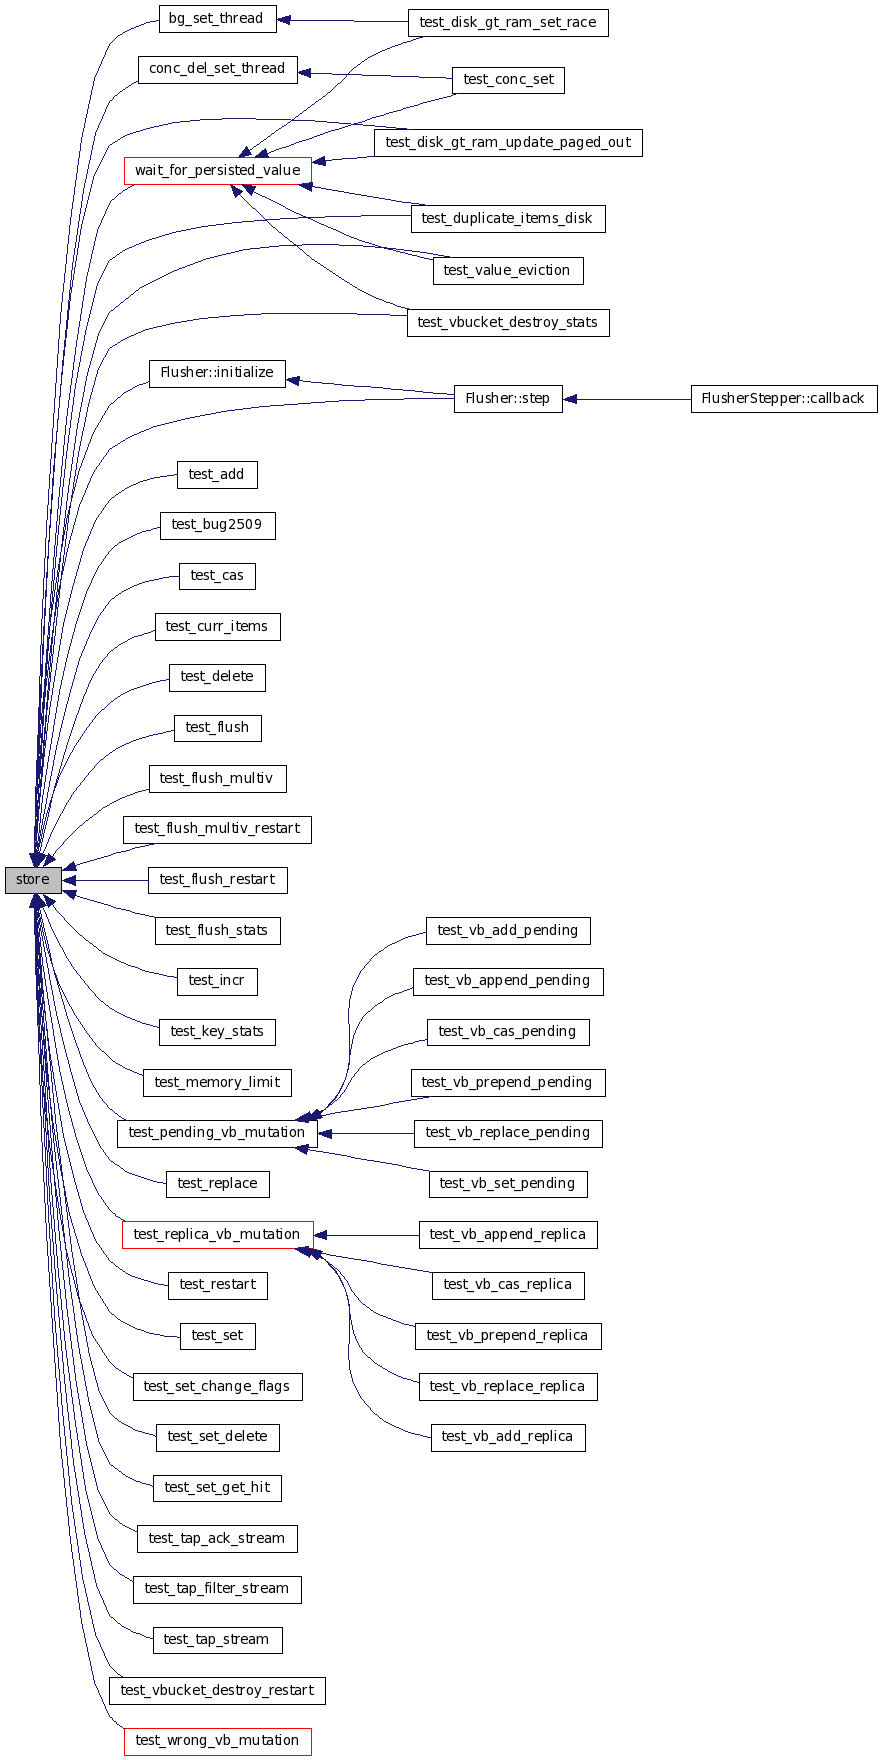 bg_set_thread
test_disk_gt_ram_set_race
conc_del_set_thread
test_conc_set
test_disk_gt_ram_update_paged_out
wait_for_persisted_value
test_duplicate_items_disk
test_value_eviction
test_vbucket_destroy_stats
Flusher::initialize
Flusher::step
FlusherStepper::callback
test_add
test_bug2509
test_cas
test_curr_items
test_delete
test_flush
test_flush_multiv
test_flush_multiv_restart
store
test_flush_restart
test_flush_stats
test_vb_add_pending
test_incr
test_vb_append_pending
test_key_stats
test_vb_cas_pending
test_memory_limit
test_vb_prepend_pending
test_pending_vb_mutation
test_vb_replace_pending
test_replace
test_vb_set_pending
test_replica_vb_mutation
test_vb_append_replica
test_restart
test_vb_cas_replica
test_set
test_vb_prepend_replica
test_set_change_flags
test_vb_replace_replica
test_set_delete
test_vb_add_replica
test_set_get_hit
test_tap_ack_stream
test_tap_filter_stream
test_tap_stream
test_vbucket_destroy_restart
test_wrong_vb_mutation